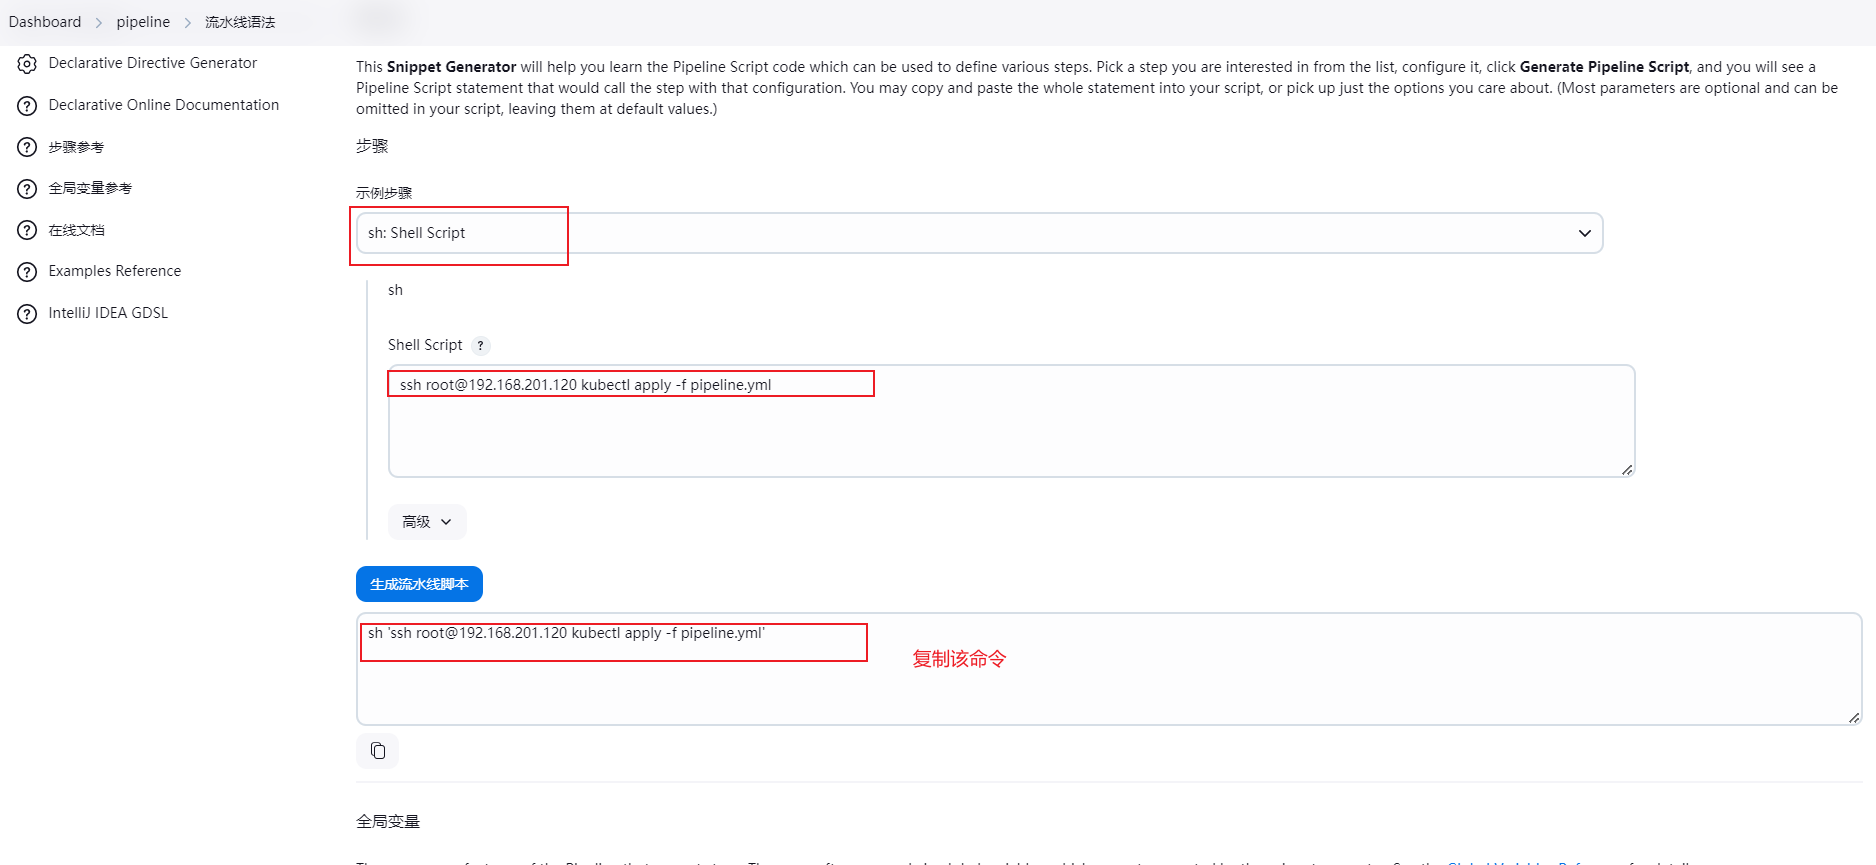 Dashboard > pipeline > 流水线语法
Declarative Directive Generator
Declarative Online Documentation
步骤参考
全局变量参考
在线文档
Examples Reference
IntelliJ IDEA GDSL
This Snippet Generator will help you learn the Pipeline Script code which can be used to define various steps. Pick a step you are interested in from the list, configure it, click Generate Pipeline Script, and you will see a
Pipeline Script statement that would call the step with that configuration. You may copy and paste the whole statement into your script, or pick up just the options you care about. (Most parameters are optional and can be
omitted in your script, leaving them at default values.)
步骤
示例步骤
sh: Shell Script
sh
Shell Script ?
ssh root@192.168.201.120 kubectl apply -f pipeline.yml
高级
生成流水线脚本
sh 'ssh root@192.168.201.120 kubectl apply -f pipeline.yml'
复制该命令
全局变量